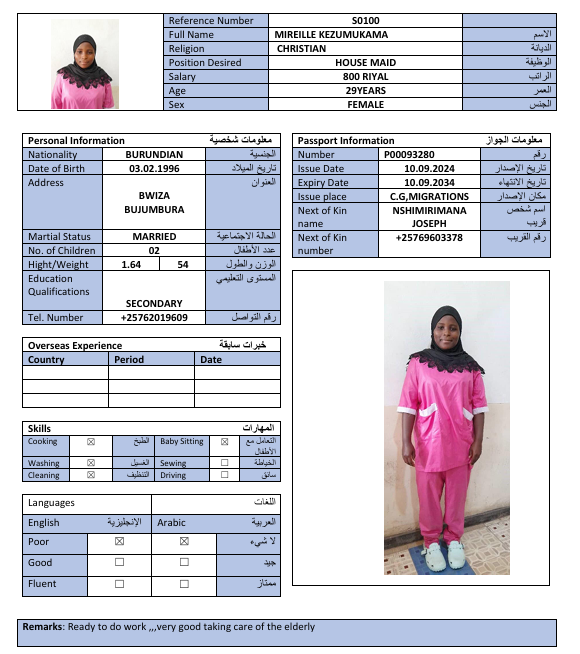 Reference Number S0100
Full Name MIREILLE KEZUMUKAMA الاسم
Religion CHRISTIAN الديانة
Position Desired HOUSE MAID الوظيفة
Salary 800 RIYAL الراتب
Age 29YEARS العمر
Sex FEMALE الجنس
Personal Information معلومات شخصية
Nationality BURUNDIAN الجنسية
Date of Birth 03.02.1996 تاريخ الميلاد
Address العنوان
BWIZA
BUJUMBURA
Martial Status MARRIED الحالة الاجتماعية
No. of Children 02 عدد الأطفال
Hight/Weight 1.64 54 الوزن والطول
Education المستوى التعليمي
Qualifications
SECONDARY
Tel. Number +25762019609 رقم التواصل
Passport Information معلومات الجواز
Number P00093280 رقم
Issue Date 10.09.2024 تاريخ الإصدار
Expiry Date 10.09.2034 تاريخ الانتهاء
Issue place C.G,MIGRATIONS مكان الإصدار
Next of Kin NSHIMIRIMANA اسم شخص
name JOSEPH قريب
Next of Kin +25769603378 رقم القريب
number
Overseas Experience خبرات سابقة
Country Period Date
Skills المهارات
Cooking ☒ الطبخ Baby Sitting ☒ التعامل مع
الأطفال
Washing ☒ الغسيل Sewing ☐ الخياطة
Cleaning ☒ التنظيف Driving ☐ سائق
Languages اللغات
English الإنجليزية Arabic العربية
Poor ☒ ☒ لا شيء
Good ☐ ☐ جيد
Fluent ☐ ☐ ممتاز
Remarks: Ready to do work ,,,very good taking care of the elderly